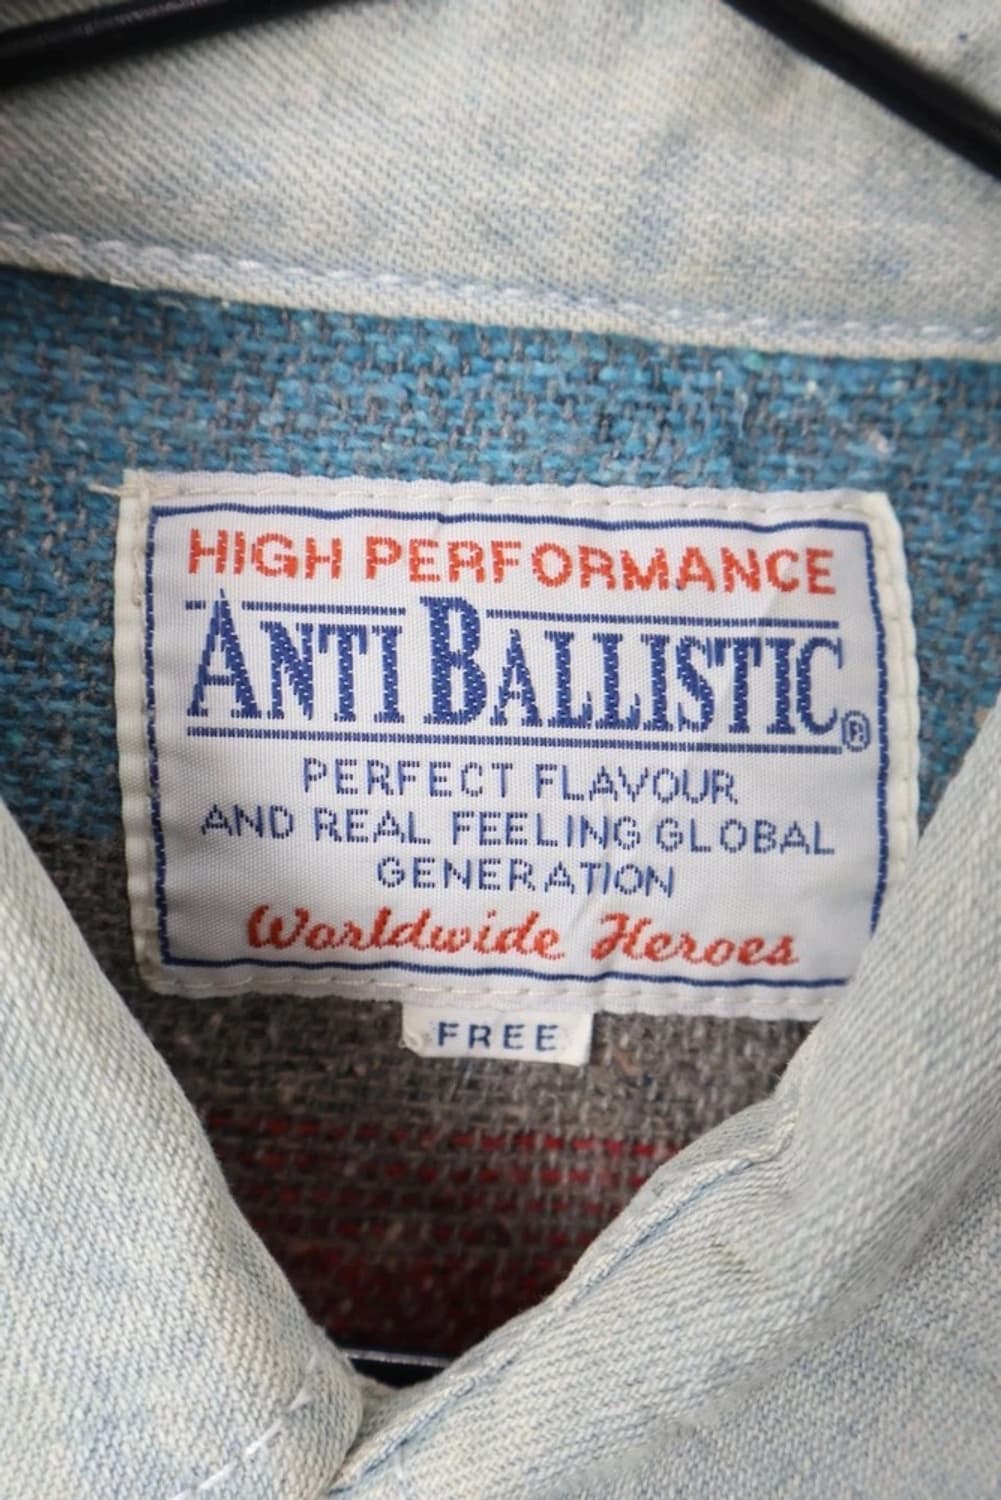 HIGH PERFORMANCE
ANTI BALLISTIC®
PERFECT FLAVOUR
AND REAL FEELING GLOBAL
GENERATION
Worldwide Heroes
FREE